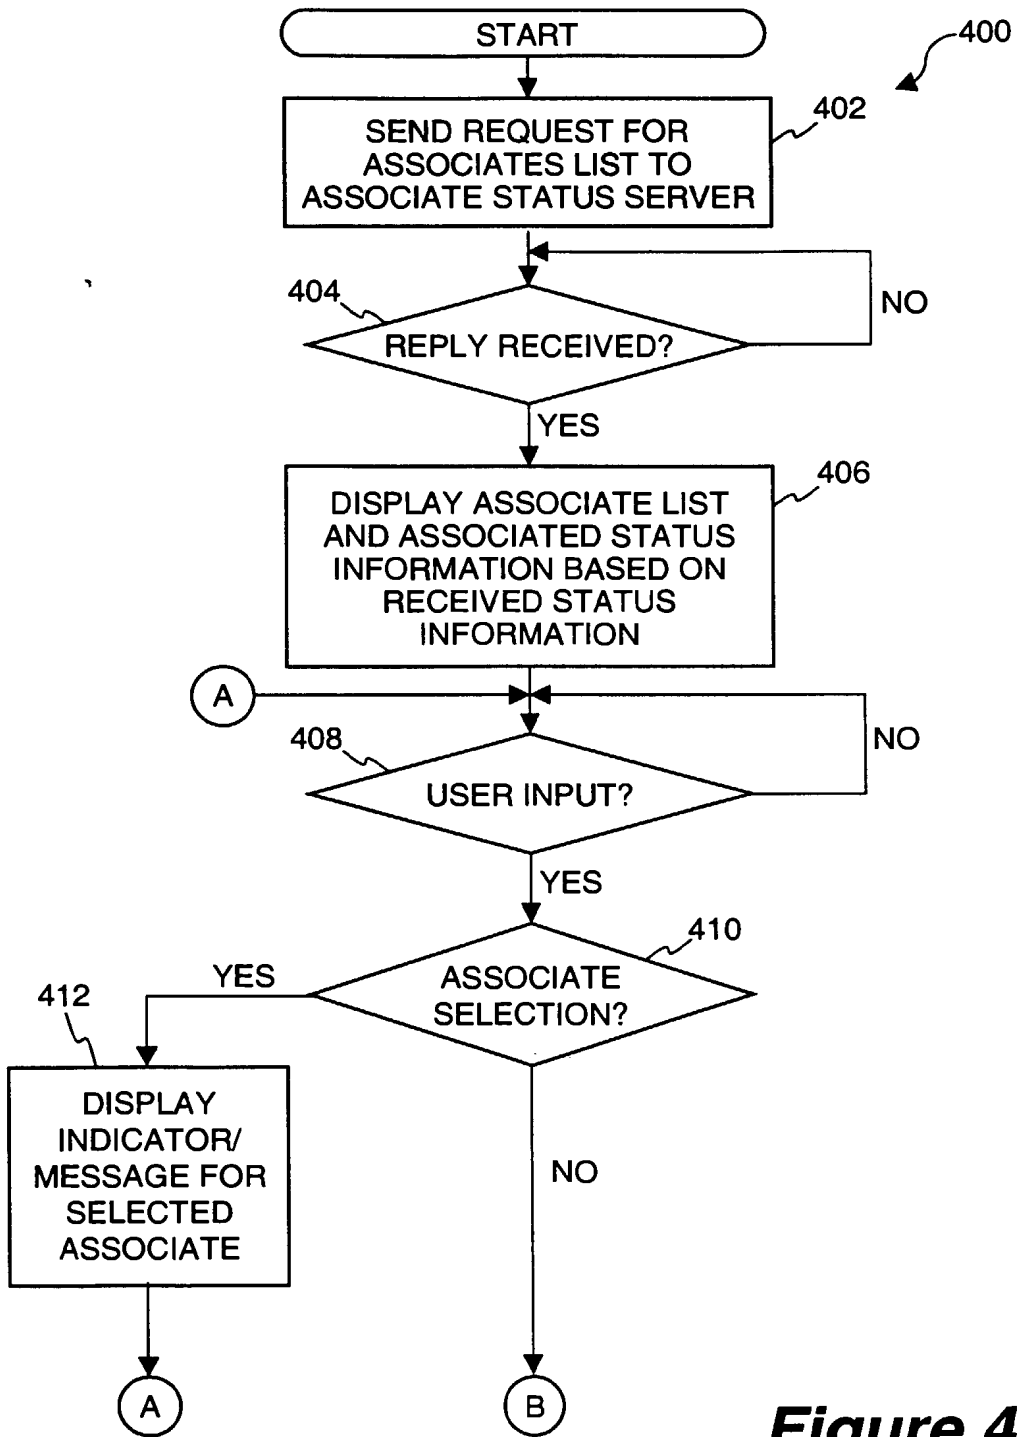 START
400
402
SEND REQUEST FOR
ASSOCIATES LIST TO
ASSOCIATE STATUS SERVER
404
NO
REPLY RECEIVED?
YES
406
DISPLAY ASSOCIATE LIST
AND ASSOCIATED STATUS
INFORMATION BASED ON
RECEIVED STATUS
INFORMATION
A
408
NO
USER INPUT?
YES
410
YES
ASSOCIATE
SELECTION?
412
DISPLAY
INDICATOR/
MESSAGE FOR
SELECTED
ASSOCIATE
NO
A
B
Figure 4